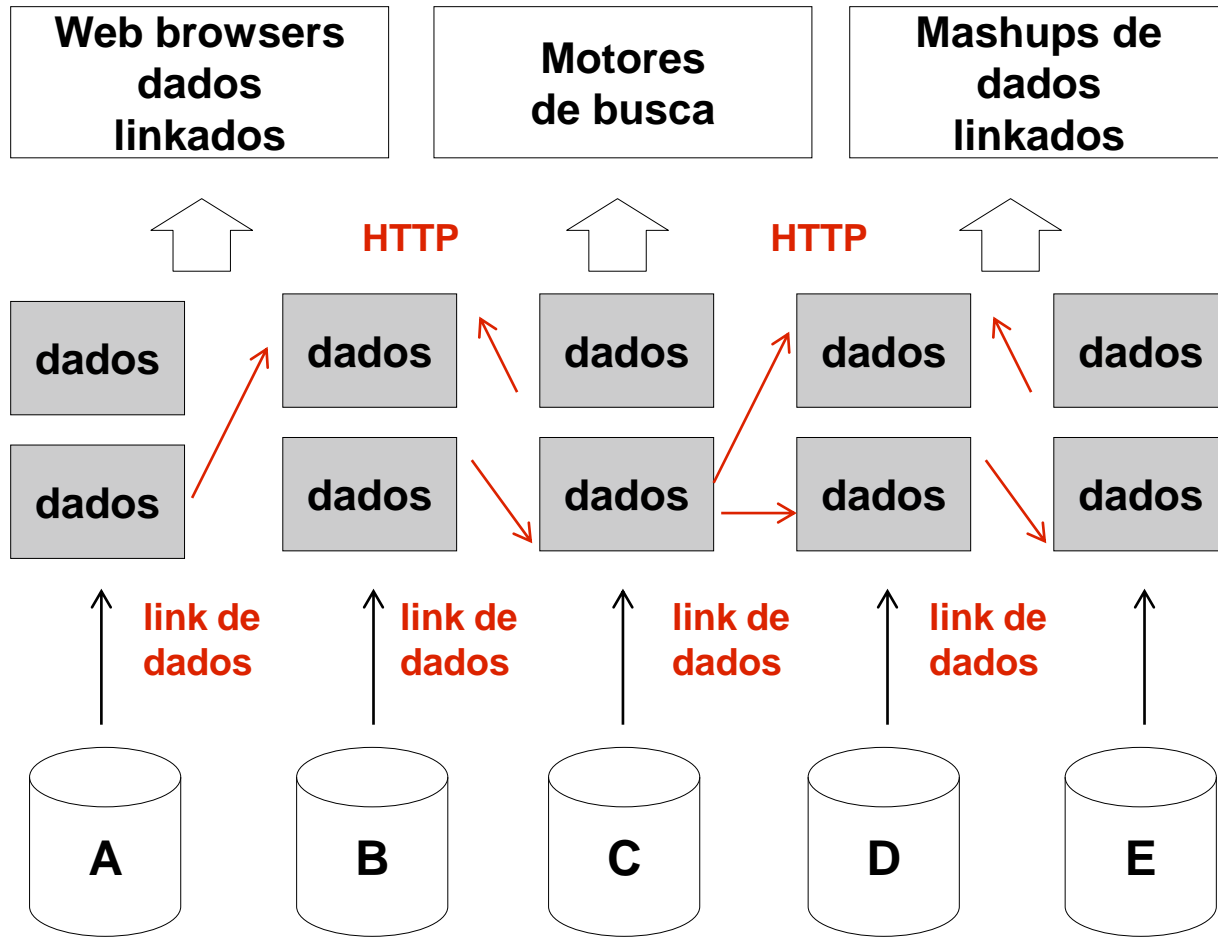 Web browsers
dados
linkados
Motores
de busca
Mashups de
dados
linkados
HTTP
HTTP
dados
dados
dados
dados
dados
dados
dados
dados
dados
dados
link de
dados
link de
dados
link de
dados
link de
dados
A
B
C
D
E